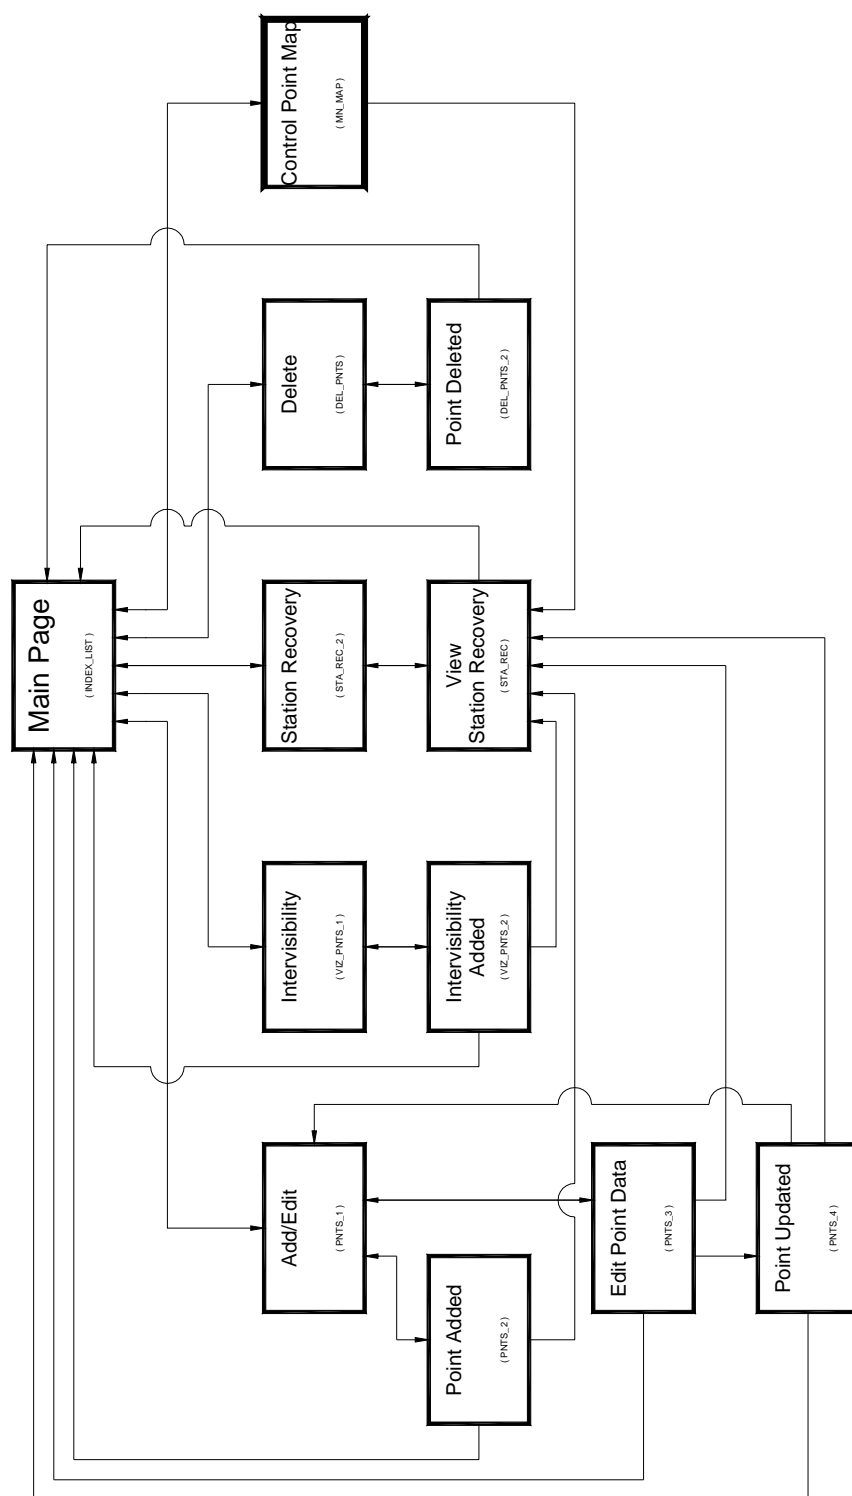 Main Page
( INDEX_LIST )
Add/Edit
( PNTS_1 )
Intervisibility
( VIZ_PNTS_1 )
Station Recovery
( STA_REC_2 )
Delete
( DEL_PNTS )
Control Point Map
( MN_MAP )
Point Added
( PNTS_2 )
Intervisibility
Added
( VIZ_PNTS_2 )
View
Station Recovery
( STA_REC )
Point Deleted
( DEL_PNTS_2 )
Edit Point Data
( PNTS_3 )
Point Updated
( PNTS_4 )